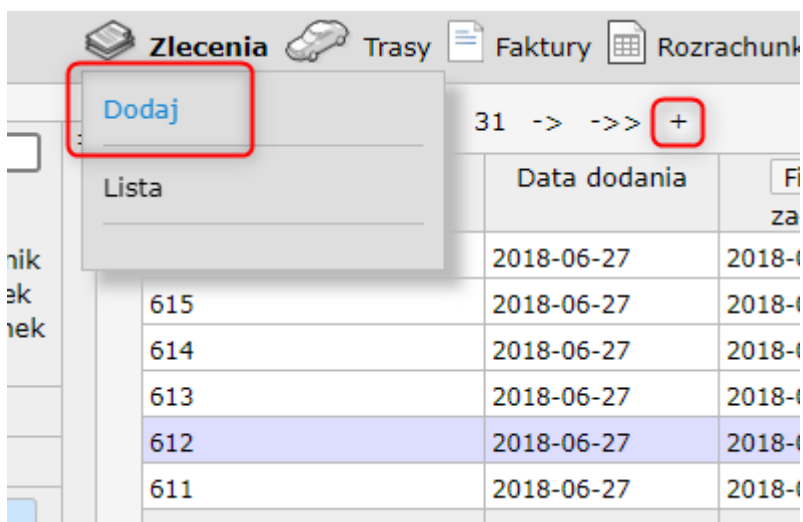 Zlecenia Trasy Faktury Rozrachunk
Dodaj
31 -> ->> +
Lista
Data dodania
Fi
za
nik
ek
nek
2018-06-27 2018-0
615 2018-06-27 2018-0
614 2018-06-27 2018-0
613 2018-06-27 2018-0
612 2018-06-27 2018-0
611 2018-06-27 2018-0